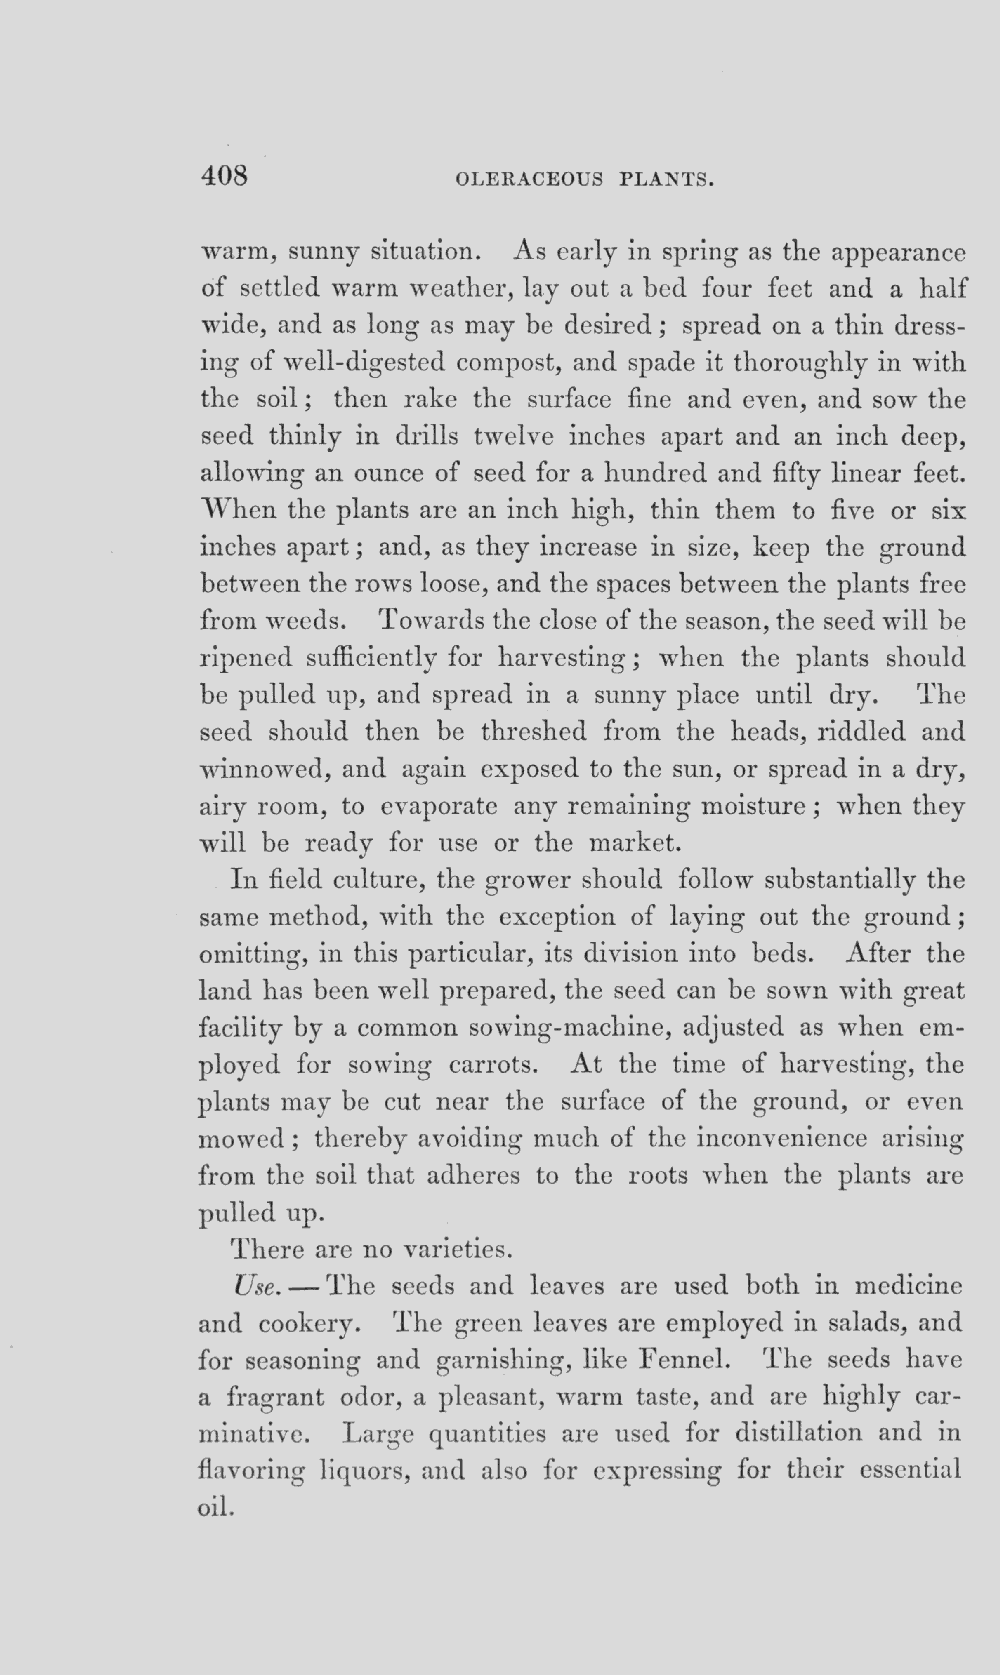 408 OLERACEOUS PLANTS.
warm, sunny situation. As early in spring as the appearance
of settled warm weather, lay out a bed four feet and a half
wide, and as long as may be desired; spread on a thin dress-
ing of well-digested compost, and spade it thoroughly in with
the soil; then rake the surface fine and even, and sow the
seed thinly in drills twelve inches apart and an inch deep,
allowing an ounce of seed for a hundred and fifty linear feet.
When the plants are an inch high, thin them to five or six
inches apart; and, as they increase in size, keep the ground
between the rows loose, and the spaces between the plants free
from weeds. Towards the close of the season, the seed will be
ripened sufficiently for harvesting; when the plants should
be pulled up, and spread in a sunny place until dry. The
seed should then be threshed from the heads, riddled and
winnowed, and again exposed to the sun, or spread in a dry,
airy room, to evaporate any remaining moisture; when they
will be ready for use or the market.
In field culture, the grower should follow substantially the
same method, with the exception of laying out the ground;
omitting, in this particular, its division into beds. After the
land has been well prepared, the seed can be sown with great
facility by a common sowing-machine, adjusted as when em-
ployed for sowing carrots. At the time of harvesting, the
plants may be cut near the surface of the ground, or even
mowed; thereby avoiding much of the inconvenience arising
from the soil that adheres to the roots when the plants are
pulled up.
There are no varieties.
Use. — The seeds and leaves are used both in medicine
and cookery. The green leaves are employed in salads, and
for seasoning and garnishing, like Fennel. The seeds have
a fragrant odor, a pleasant, warm taste, and are highly car-
minative. Large quantities are used for distillation and in
flavoring liquors, and also for expressing for their essential
oil.